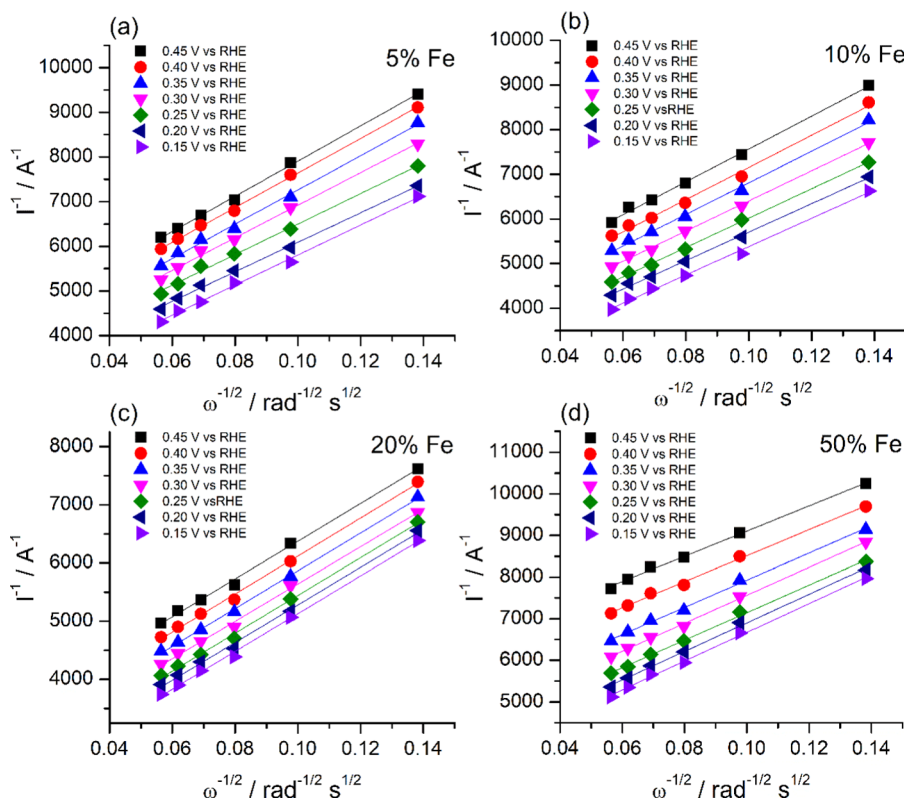 (a)
5% Fe
0.45 V vs RHE
0.40 V vs RHE
0.35 V vs RHE
0.30 V vs RHE
0.25 V vs RHE
0.20 V vs RHE
0.15 V vs RHE
10000
9000
8000
7000
6000
5000
4000
I⁻¹ / A⁻¹
0.04 0.06 0.08 0.10 0.12 0.14
ω⁻¹/² / rad⁻¹/² s¹/²
(b)
10% Fe
0.45 V vs RHE
0.40 V vs RHE
0.35 V vs RHE
0.30 V vs RHE
0.25 V vsRHE
0.20 V vs RHE
0.15 V vs RHE
10000
9000
8000
7000
6000
5000
4000
I⁻¹ / A⁻¹
0.04 0.06 0.08 0.10 0.12 0.14
ω⁻¹/² / rad⁻¹/² s¹/²
(c)
20% Fe
0.45 V vs RHE
0.40 V vs RHE
0.35 V vs RHE
0.30 V vs RHE
0.25 V vsRHE
0.20 V vs RHE
0.15 V vs RHE
8000
7000
6000
5000
4000
I⁻¹ / A⁻¹
0.04 0.06 0.08 0.10 0.12 0.14
ω⁻¹/² / rad⁻¹/² s¹/²
(d)
50% Fe
0.45 V vs RHE
0.40 V vs RHE
0.35 V vs RHE
0.30 V vs RHE
0.25 V vs RHE
0.20 V vs RHE
0.15 V vs RHE
11000
10000
9000
8000
7000
6000
5000
I⁻¹ / A⁻¹
0.04 0.06 0.08 0.10 0.12 0.14
ω⁻¹/² / rad⁻¹/² s¹/²